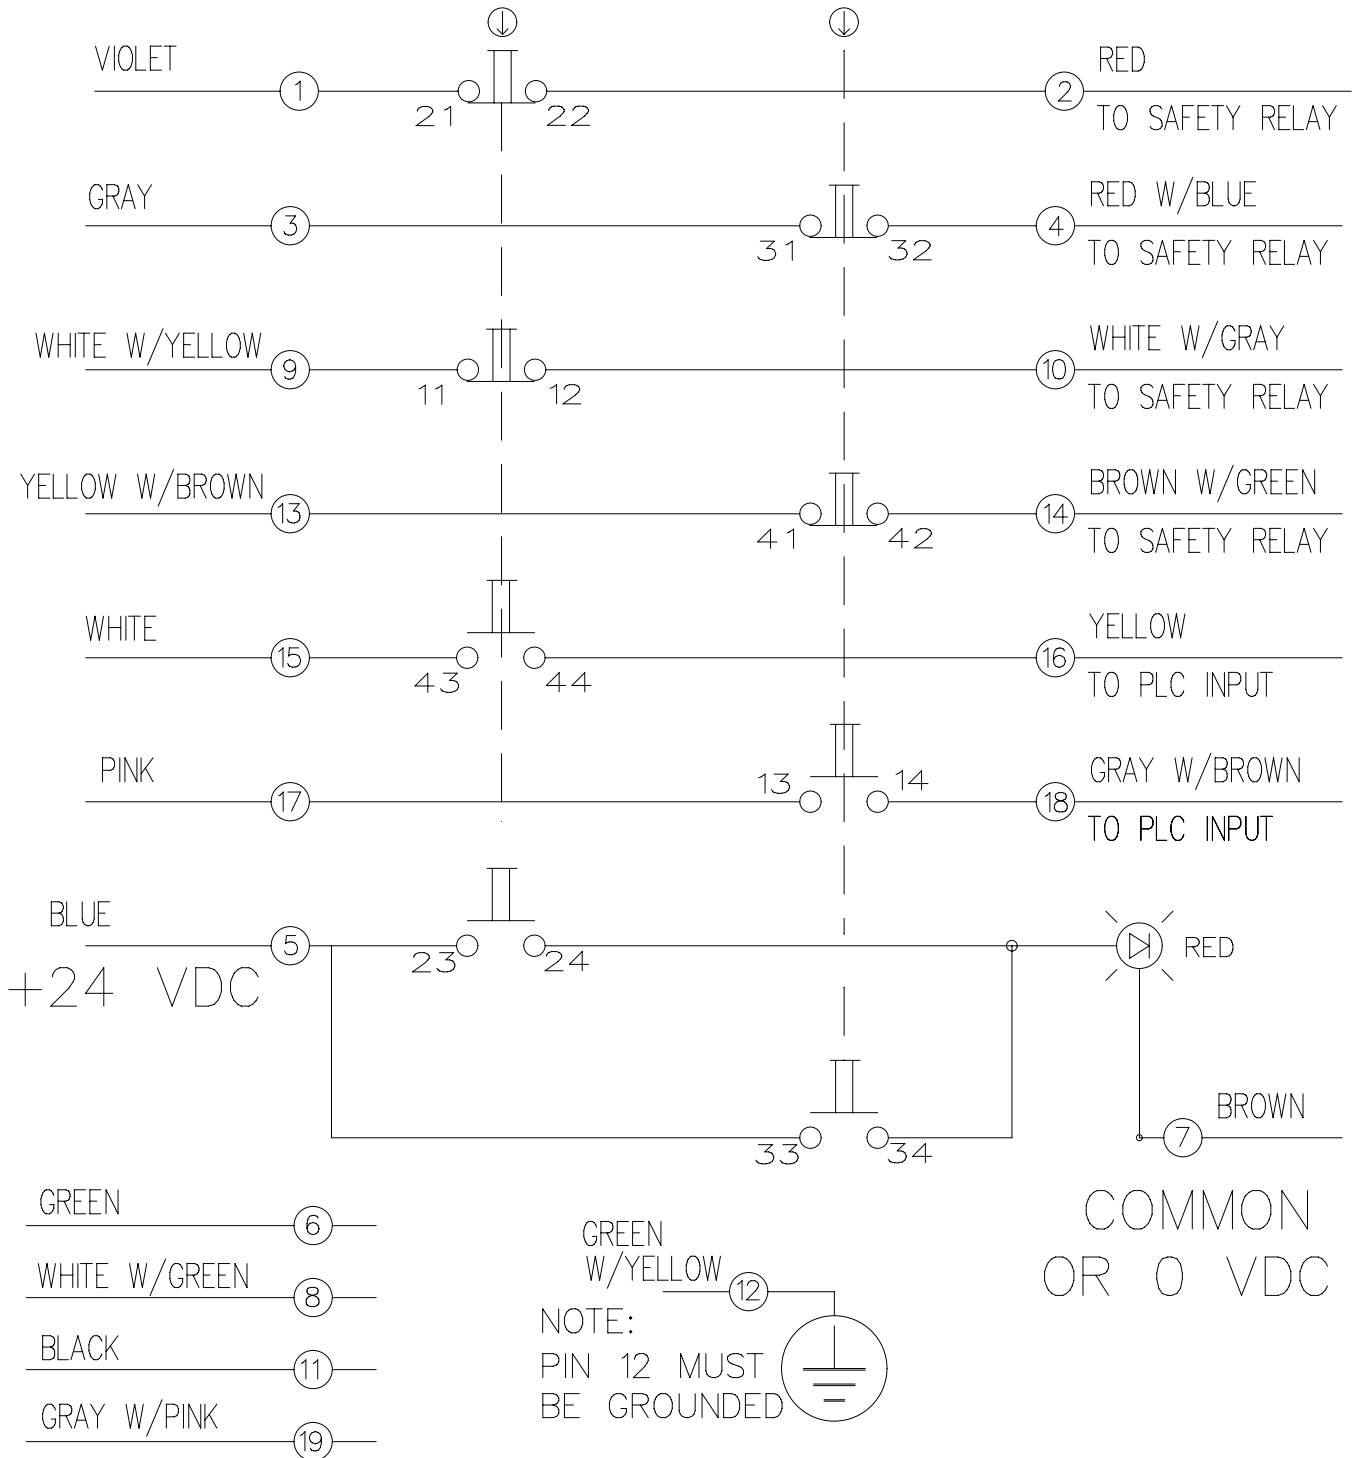 VIOLET
1
21
22
2
RED
TO SAFETY RELAY
GRAY
3
31
32
4
RED W/BLUE
TO SAFETY RELAY
WHITE W/YELLOW
9
11
12
10
WHITE W/GRAY
TO SAFETY RELAY
YELLOW W/BROWN
13
41
42
14
BROWN W/GREEN
TO SAFETY RELAY
WHITE
15
43
44
16
YELLOW
TO PLC INPUT
PINK
17
13
14
18
GRAY W/BROWN
TO PLC INPUT
BLUE
5
+24 VDC
23
24
RED
33
34
7
BROWN
COMMON
OR 0 VDC
GREEN
6
WHITE W/GREEN
8
BLACK
11
GRAY W/PINK
19
GREEN
W/YELLOW
12
NOTE:
PIN 12 MUST
BE GROUNDED